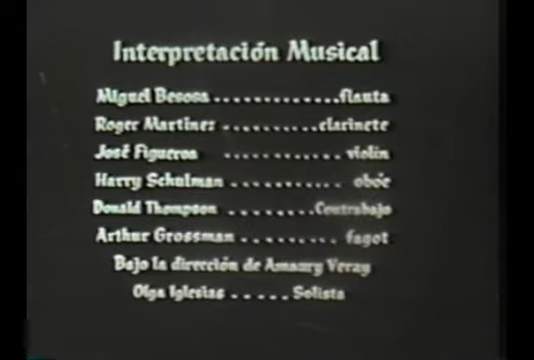 Interpretación Musical
Miguel Besosa.............flauta
Roger Martinez .........clarinete
José Figueroa ........... violín
Harry Schulman ........... oboe
Donald Thompson ........Contrabajo
Arthur Grossman ......... fagot
Bajo la dirección de Amaury Veray
Olga Iglesias .....Solista